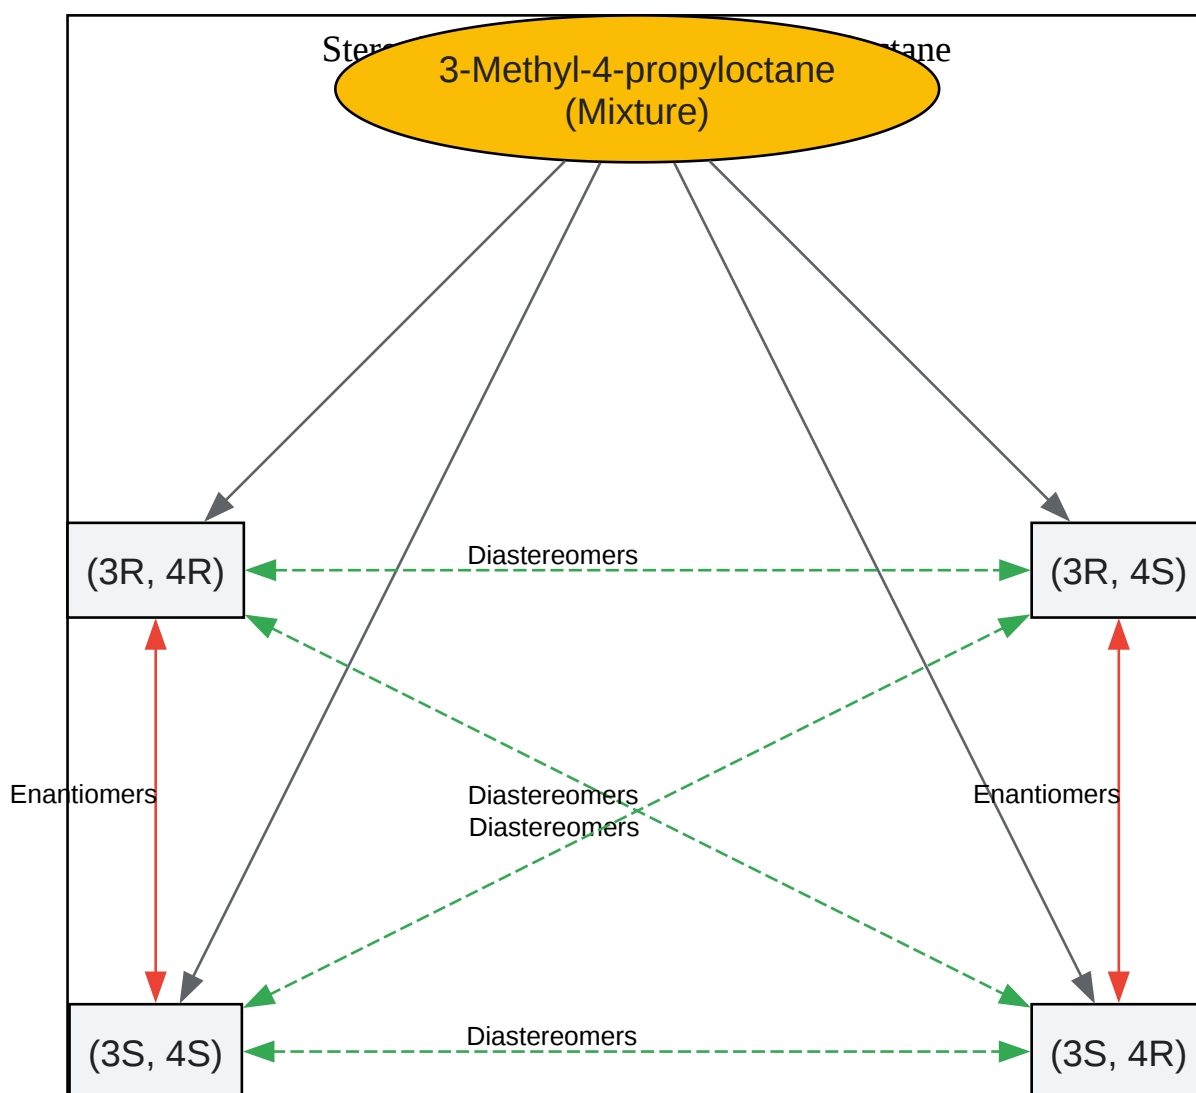 3-Methyl-4-propyloctane
(Mixture)
(3R, 4R)
Diastereomers
(3R, 4S)
Enantiomers
Diastereomers
Diastereomers
Enantiomers
(3S, 4S)
Diastereomers
(3S, 4R)